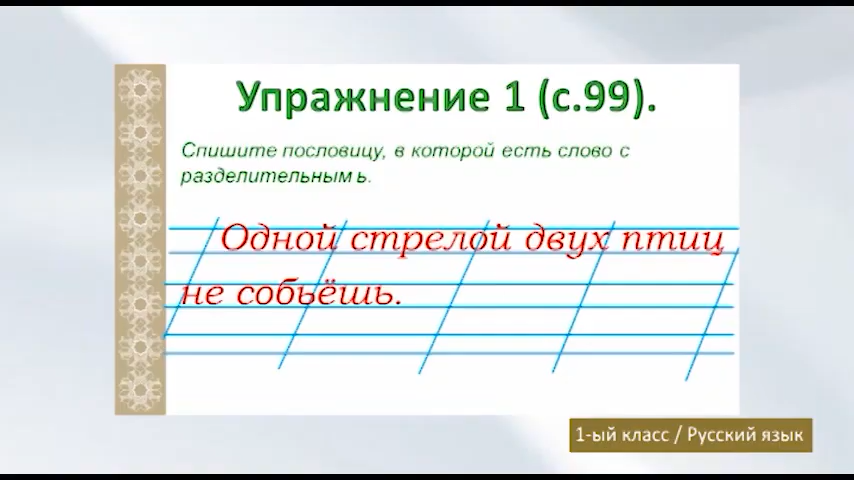 Упражнение 1 (с.99).
Спишите пословицу, в которой есть слово с
разделительным ь.
Одной стрелой двух птиц
не собьёшь.
1-ый класс / Русский язык